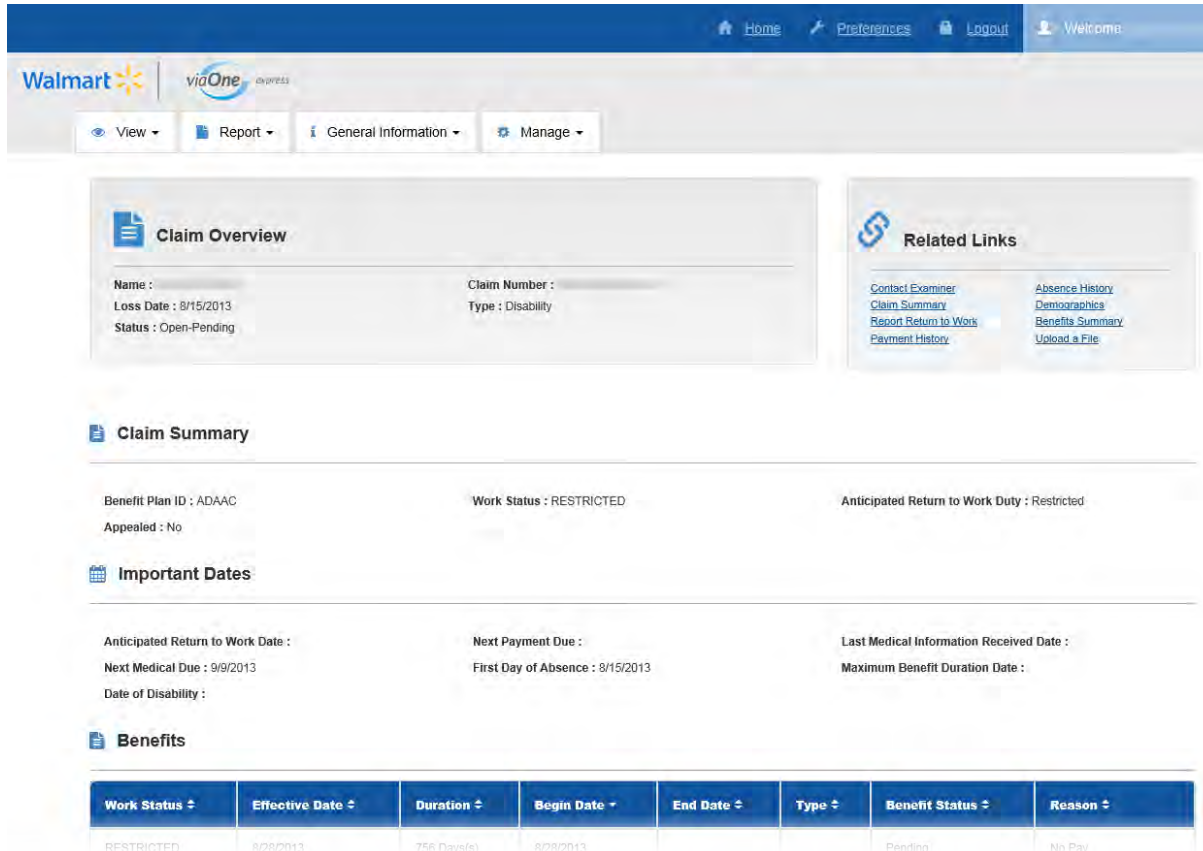 Home Preferences Logout Welcome
Walmart viaOne express
View Report General Information Manage
Claim Overview
Related Links
Name : Claim Number :
Loss Date : 8/15/2013 Type : Disability
Status : Open-Pending
Contact Examiner Absence History
Claim Summary Demographics
Report Return to Work Benefits Summary
Payment History Upload a File
Claim Summary
Benefit Plan ID : ADAAC Work Status : RESTRICTED Anticipated Return to Work Duty : Restricted
Appealed : No
Important Dates
Anticipated Return to Work Date : Next Payment Due : Last Medical Information Received Date :
Next Medical Due : 9/9/2013 First Day of Absence : 8/15/2013 Maximum Benefit Duration Date :
Date of Disability :
Benefits
Work Status Effective Date Duration Begin Date End Date Type Benefit Status Reason
RESTRICTED 8/28/2013 756 Days(s) 8/28/2013 Pending No Pay